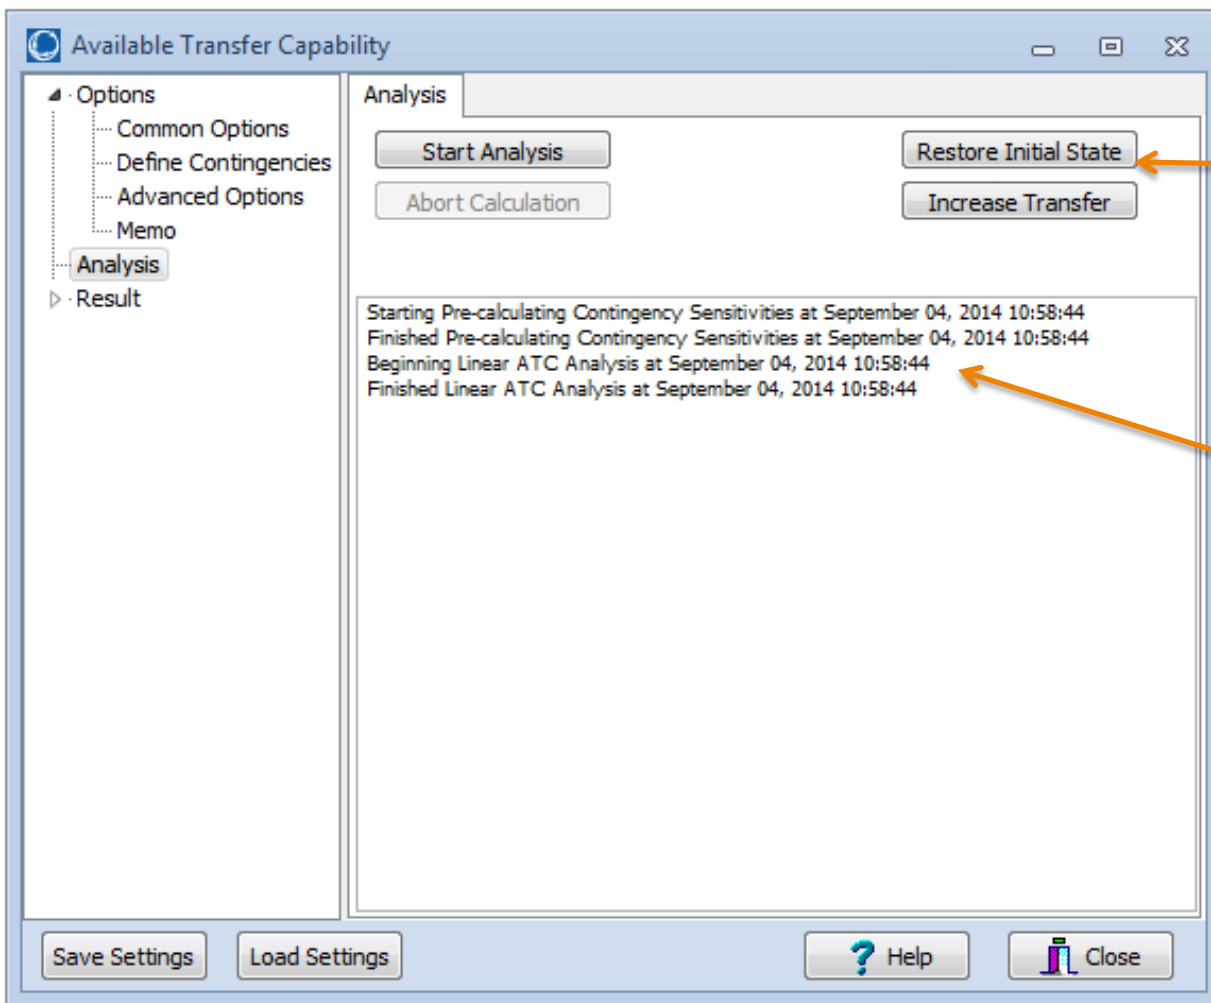 Available Transfer Capability
Options
Common Options
Define Contingencies
Advanced Options
Memo
Analysis
Result
Analysis
Start Analysis
Restore Initial State
Abort Calculation
Increase Transfer
Starting Pre-calculating Contingency Sensitivities at September 04, 2014 10:58:44
Finished Pre-calculating Contingency Sensitivities at September 04, 2014 10:58:44
Beginning Linear ATC Analysis at September 04, 2014 10:58:44
Finished Linear ATC Analysis at September 04, 2014 10:58:44
Save Settings
Load Settings
? Help
Close